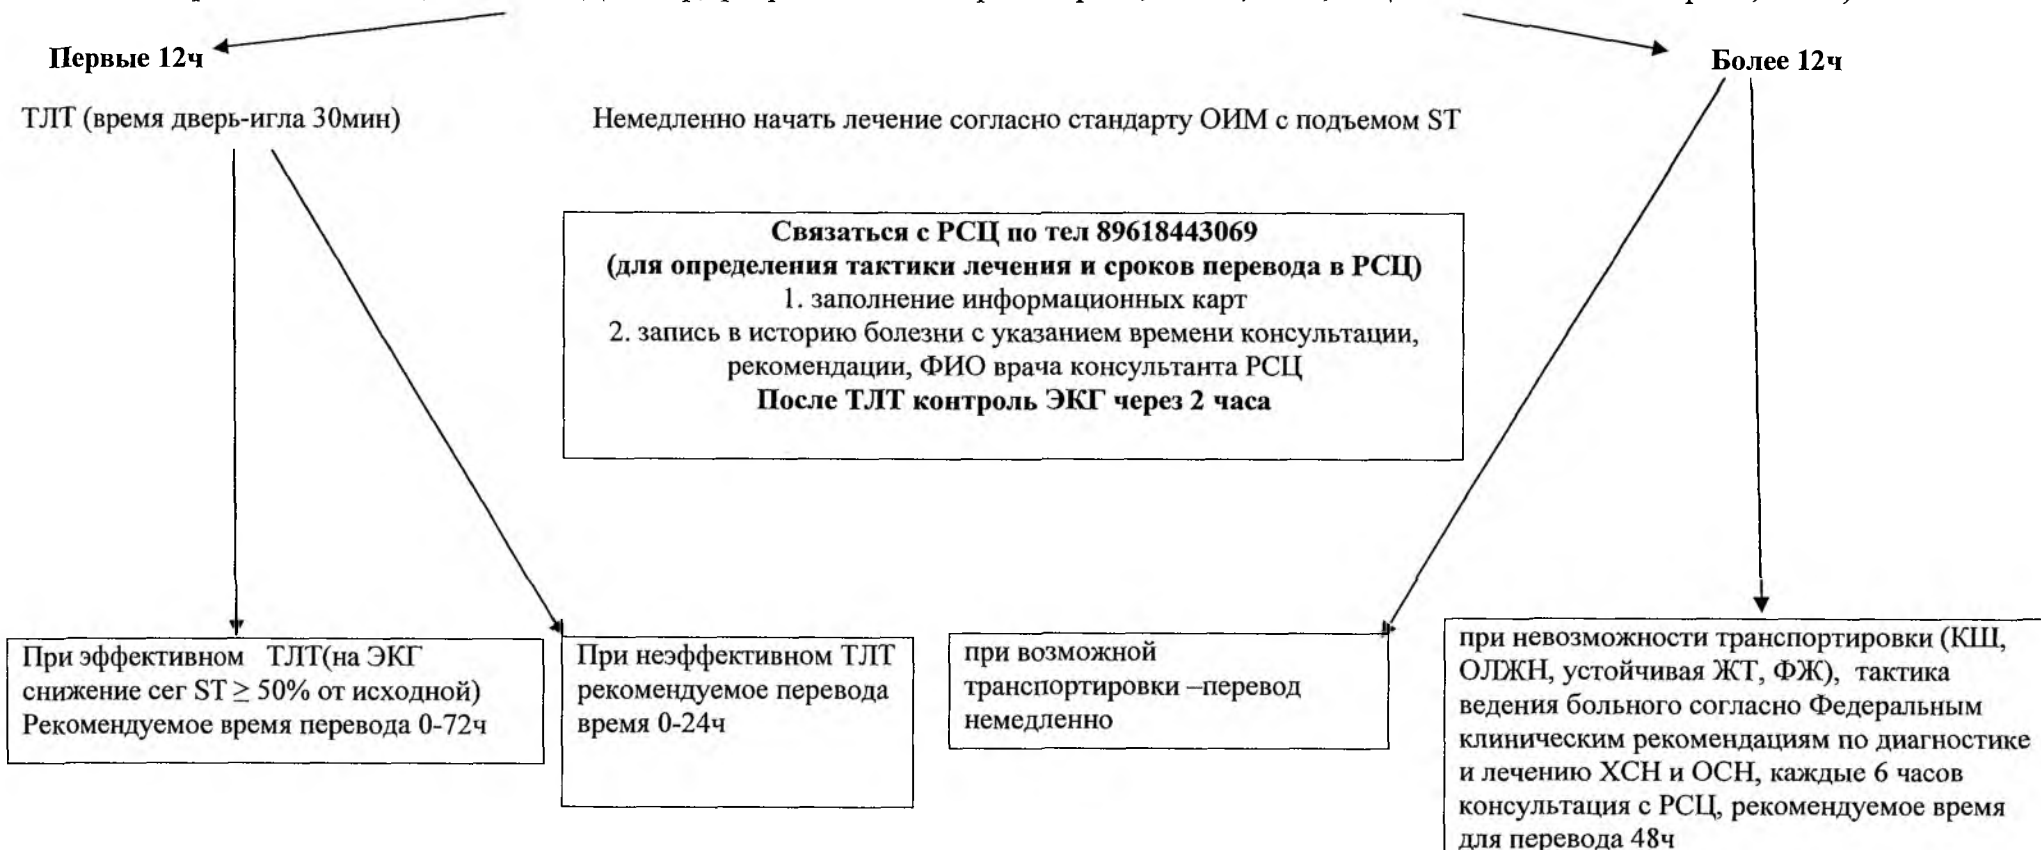 Первые 12ч
Более 12ч
ТЛТ (время дверь-игла 30мин)
Немедленно начать лечение согласно стандарту ОИМ с подъемом ST
Связаться с РСЦ по тел 89618443069
(для определения тактики лечения и сроков перевода в РСЦ)
1. заполнение информационных карт
2. запись в историю болезни с указанием времени консультации,
рекомендации, ФИО врача консультанта РСЦ
После ТЛТ контроль ЭКГ через 2 часа
При эффективном ТЛТ(на ЭКГ
снижение сег ST ≥ 50% от исходной)
Рекомендуемое время перевода 0-72ч
При неэффективном ТЛТ
рекомендуемое перевода
время 0-24ч
при возможной
транспортировки –перевод
немедленно
при невозможности транспортировки (КШ,
ОЛЖН, устойчивая ЖТ, ФЖ), тактика
ведения больного согласно Федеральным
клиническим рекомендациям по диагностике
и лечению ХСН и ОСН, каждые 6 часов
консультация с РСЦ, рекомендуемое время
для перевода 48ч